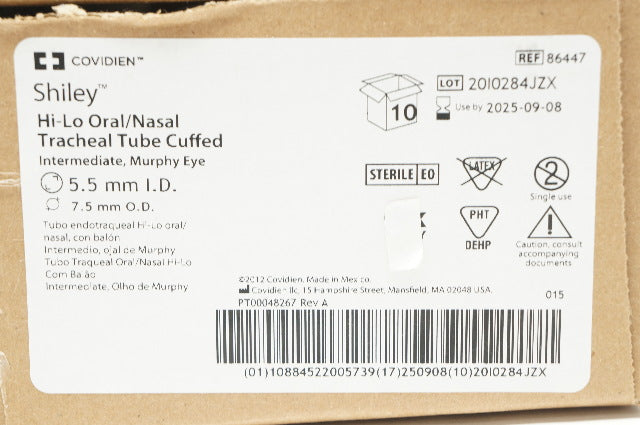 COVIDIEN™
REF 86447
Shiley™
Hi-Lo Oral/Nasal
Tracheal Tube Cuffed
Intermediate, Murphy Eye
5.5 mm I.D.
7.5 mm O.D.
Tubo endotraqueal Hi-Lo oral/
nasal, con balón
Intermedio, ojal de Murphy
Tubo Traqueal Oral/Nasal Hi-Lo
Com Balão
Intermediate, Olho de Murphy
10
LOT 20I0284JZX
Use by 2025-09-08
STERILE EO
LATEX
2
Single use
PHT
DEHP
Caution, consult
accompanying
documents
©2012 Covidien. Made in Mexico.
Covidien llc, 15 Hampshire Street, Mansfield, MA 02048 USA.
PT00048267 Rev A
015
(01)10884522005739(17)250908(10)20I0284JZX